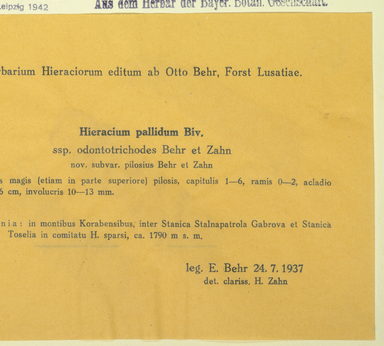 Leipzig 1942
Aus dem Herbar der Bayer. Botan. Gesellschaft.
rbarium Hieraciorum editum ab Otto Behr, Forst Lusatiae.
Hieracium pallidum Biv.
ssp. odontotrichodes Behr et Zahn
nov. subvar. pilosius Behr et Zahn
s magis (etiam in parte superiore) pilosis, capitulis 1—6, ramis 0—2, acladio
6 cm, involucris 10—13 mm.
nia: in montibus Korabensibus, inter Stanica Stalnapatrola Gabrova et Stanica
Toselia in comitatu H. sparsi, ca. 1790 m s. m.
leg. E. Behr 24. 7. 1937
det. clariss. H. Zahn